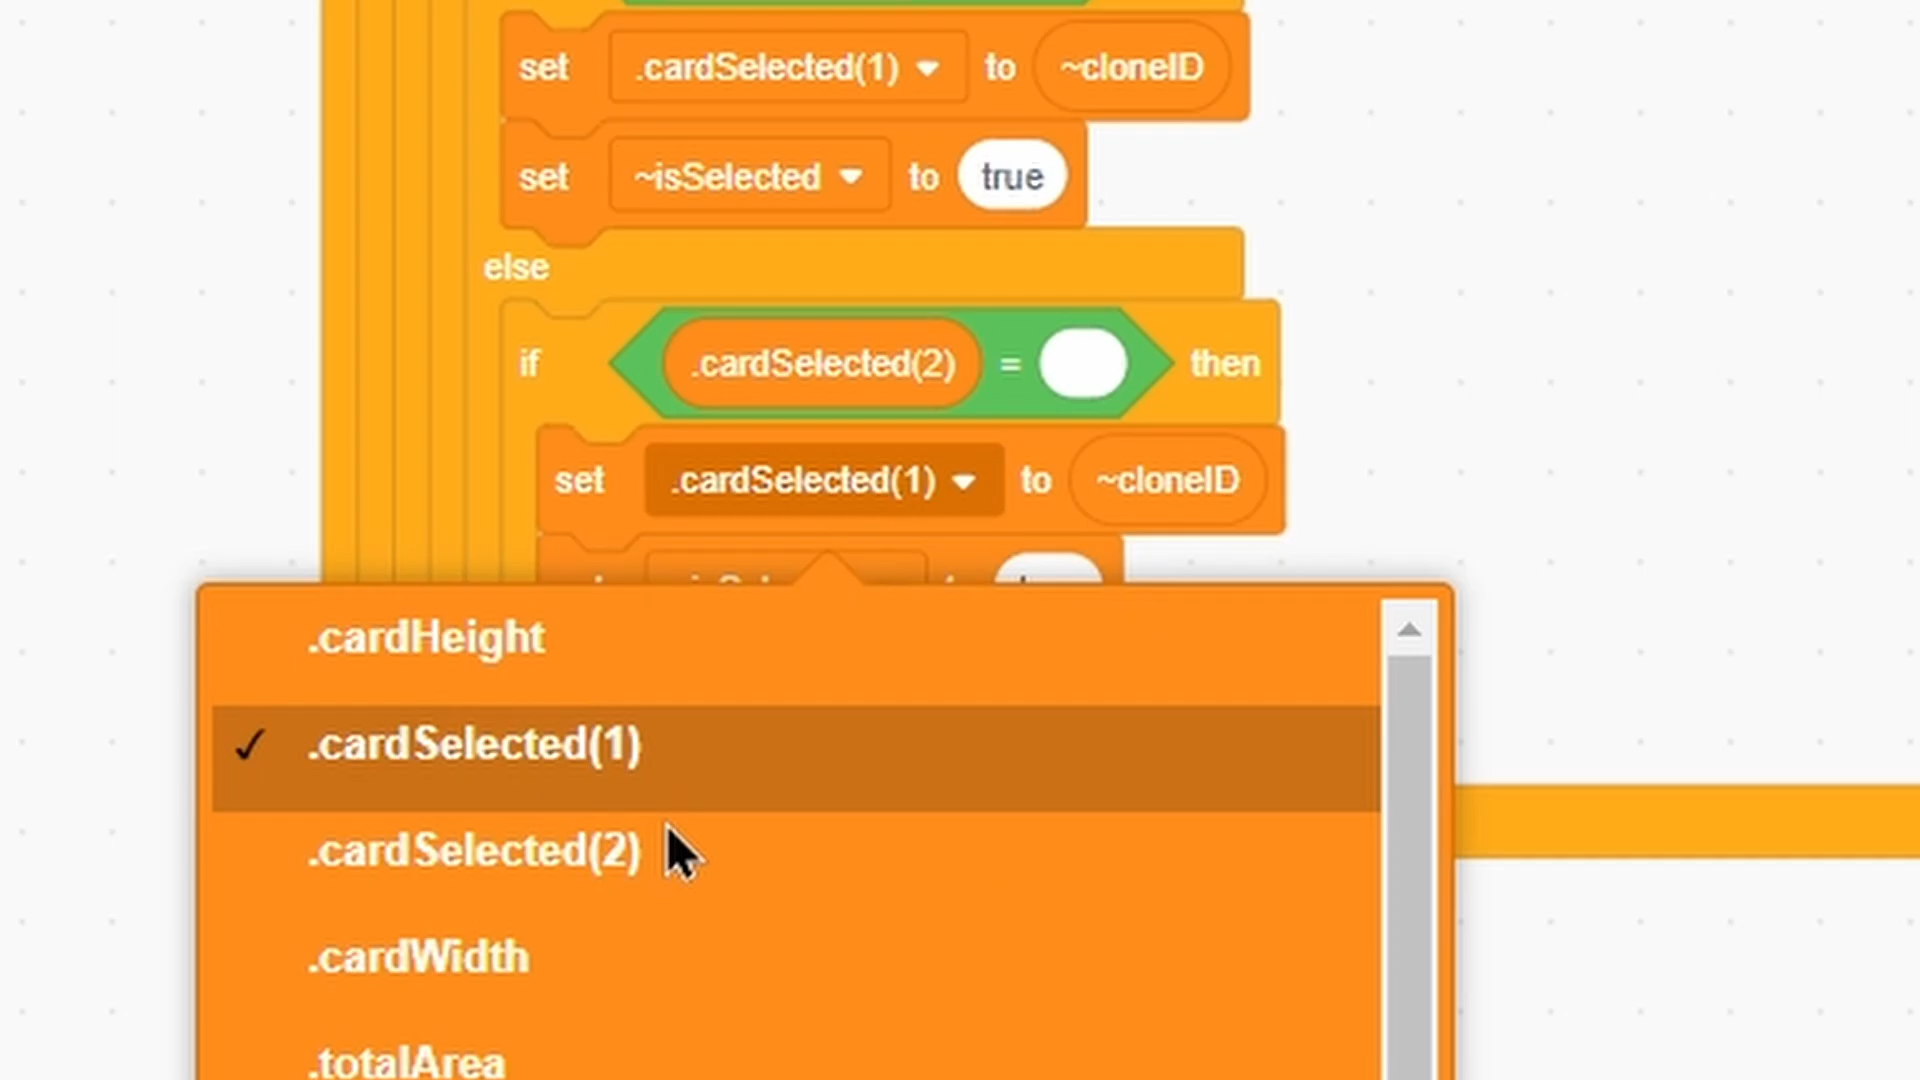 set .cardSelected(1) to ~cloneID
set ~isSelected to true
else
if .cardSelected(2) = then
set .cardSelected(1) to ~cloneID
.cardHeight
✓ .cardSelected(1)
.cardSelected(2)
.cardWidth
.totalArea